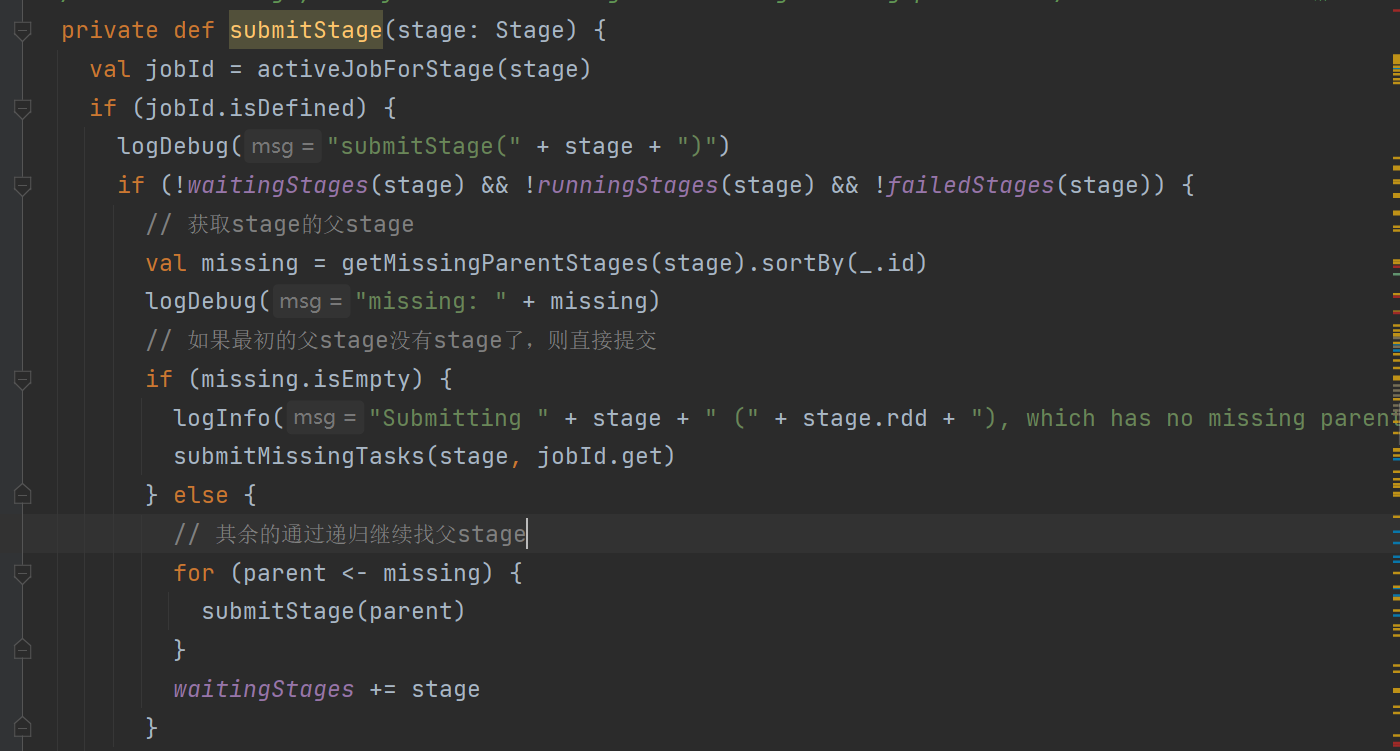 private def submitStage(stage: Stage) {
val jobId = activeJobForStage(stage)
if (jobId.isDefined) {
logDebug( msg = "submitStage(" + stage + ")")
if (!waitingStages(stage) && !runningStages(stage) && !failedStages(stage)) {
// 获取stage的父stage
val missing = getMissingParentStages(stage).sortBy(_.id)
logDebug( msg = "missing: " + missing)
// 如果最初的父stage没有stage了，则直接提交
if (missing.isEmpty) {
logInfo( msg = "Submitting " + stage + " (" + stage.rdd + "), which has no missing parent
submitMissingTasks(stage, jobId.get)
} else {
// 其余的通过递归继续找父stage
for (parent <- missing) {
submitStage(parent)
}
waitingStages += stage
}